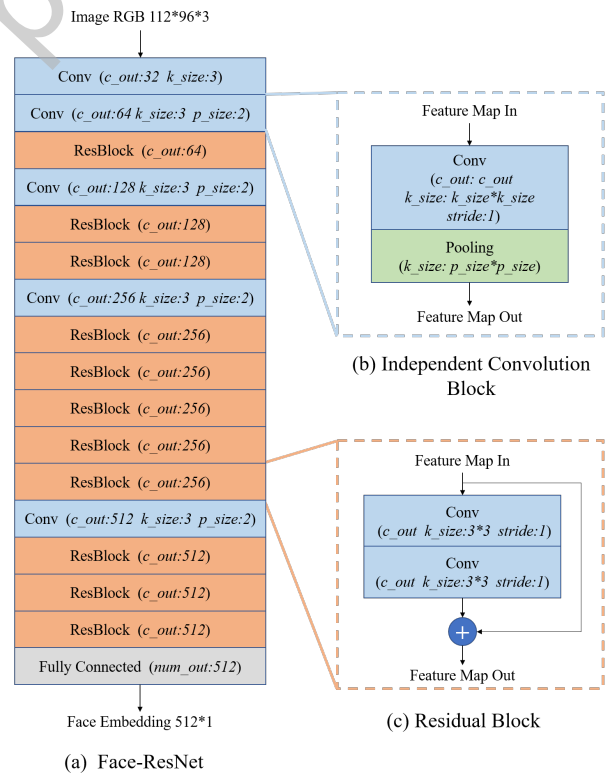 Image RGB 112*96*3
Conv (c_out:32 k_size:3)
Conv (c_out:64 k_size:3 p_size:2)
ResBlock (c_out:64)
Conv (c_out:128 k_size:3 p_size:2)
ResBlock (c_out:128)
ResBlock (c_out:128)
Conv (c_out:256 k_size:3 p_size:2)
ResBlock (c_out:256)
ResBlock (c_out:256)
ResBlock (c_out:256)
ResBlock (c_out:256)
ResBlock (c_out:256)
Conv (c_out:512 k_size:3 p_size:2)
ResBlock (c_out:512)
ResBlock (c_out:512)
ResBlock (c_out:512)
Fully Connected (num_out:512)
Face Embedding 512*1
(a) Face-ResNet
Feature Map In
Conv
(c_out: c_out
k_size: k_size*k_size
stride:1)
Pooling
(k_size: p_size*p_size)
Feature Map Out
(b) Independent Convolution
Block
Feature Map In
Conv
(c_out k_size:3*3 stride:1)
Conv
(c_out k_size:3*3 stride:1)
+
Feature Map Out
(c) Residual Block